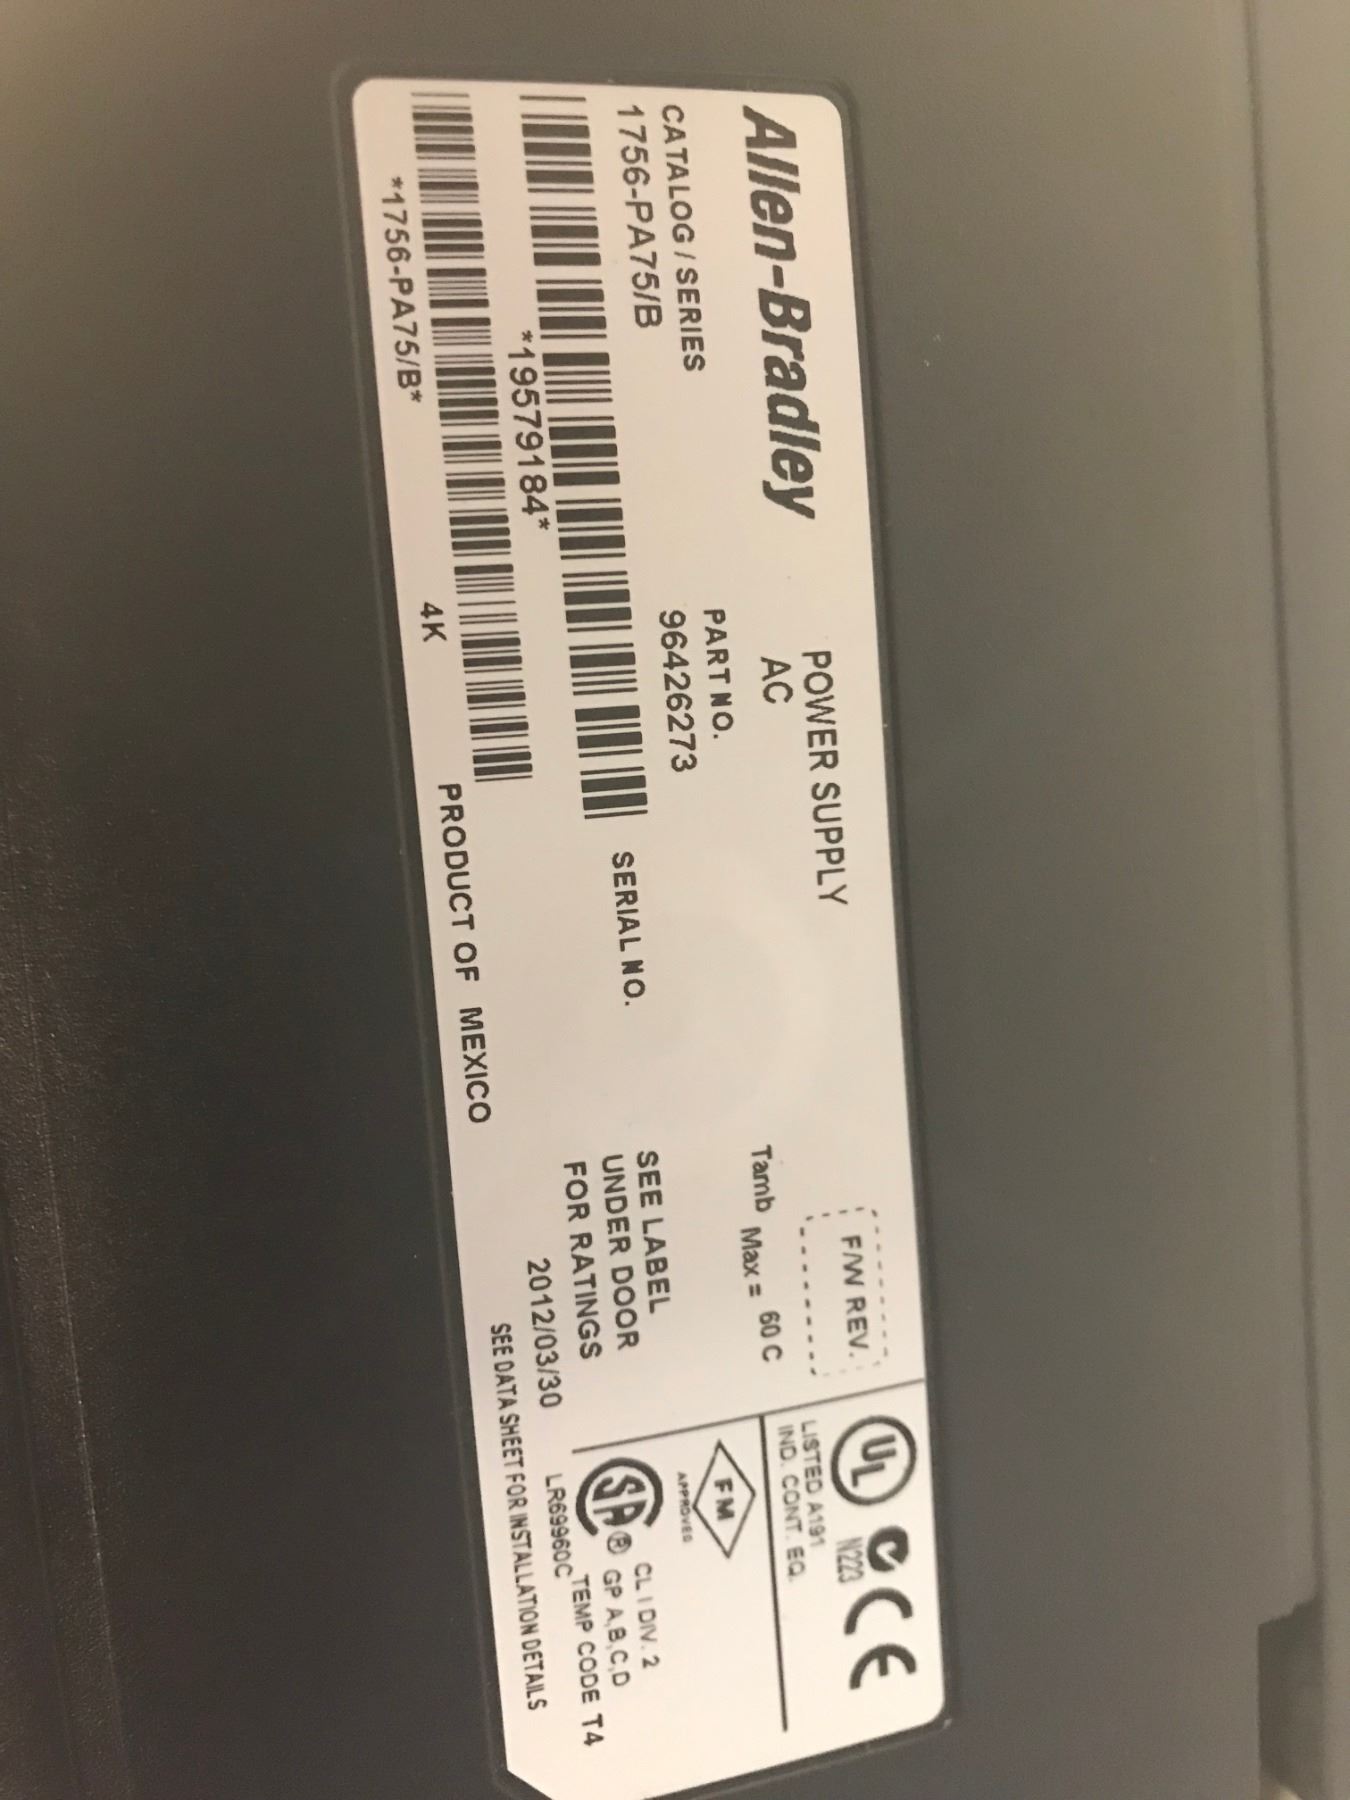 Allen-Bradley
POWER SUPPLY
AC
F/W REV.
CATALOG / SERIES
1756-PA75/B
PART NO.
96426273
Tamb Max = 60 C
*19579184*
SERIAL NO.
SEE LABEL
UNDER DOOR
FOR RATINGS
2012/03/30
*1756-PA75/B*
4K
PRODUCT OF MEXICO
SEE DATA SHEET FOR INSTALLATION DETAILS
UL
CE
LISTED A191
IND. CONT. EQ.
N223
FM
APPROVED
SA®
CL I DIV. 2
GP A,B,C,D
TEMP CODE T4
LR69960C